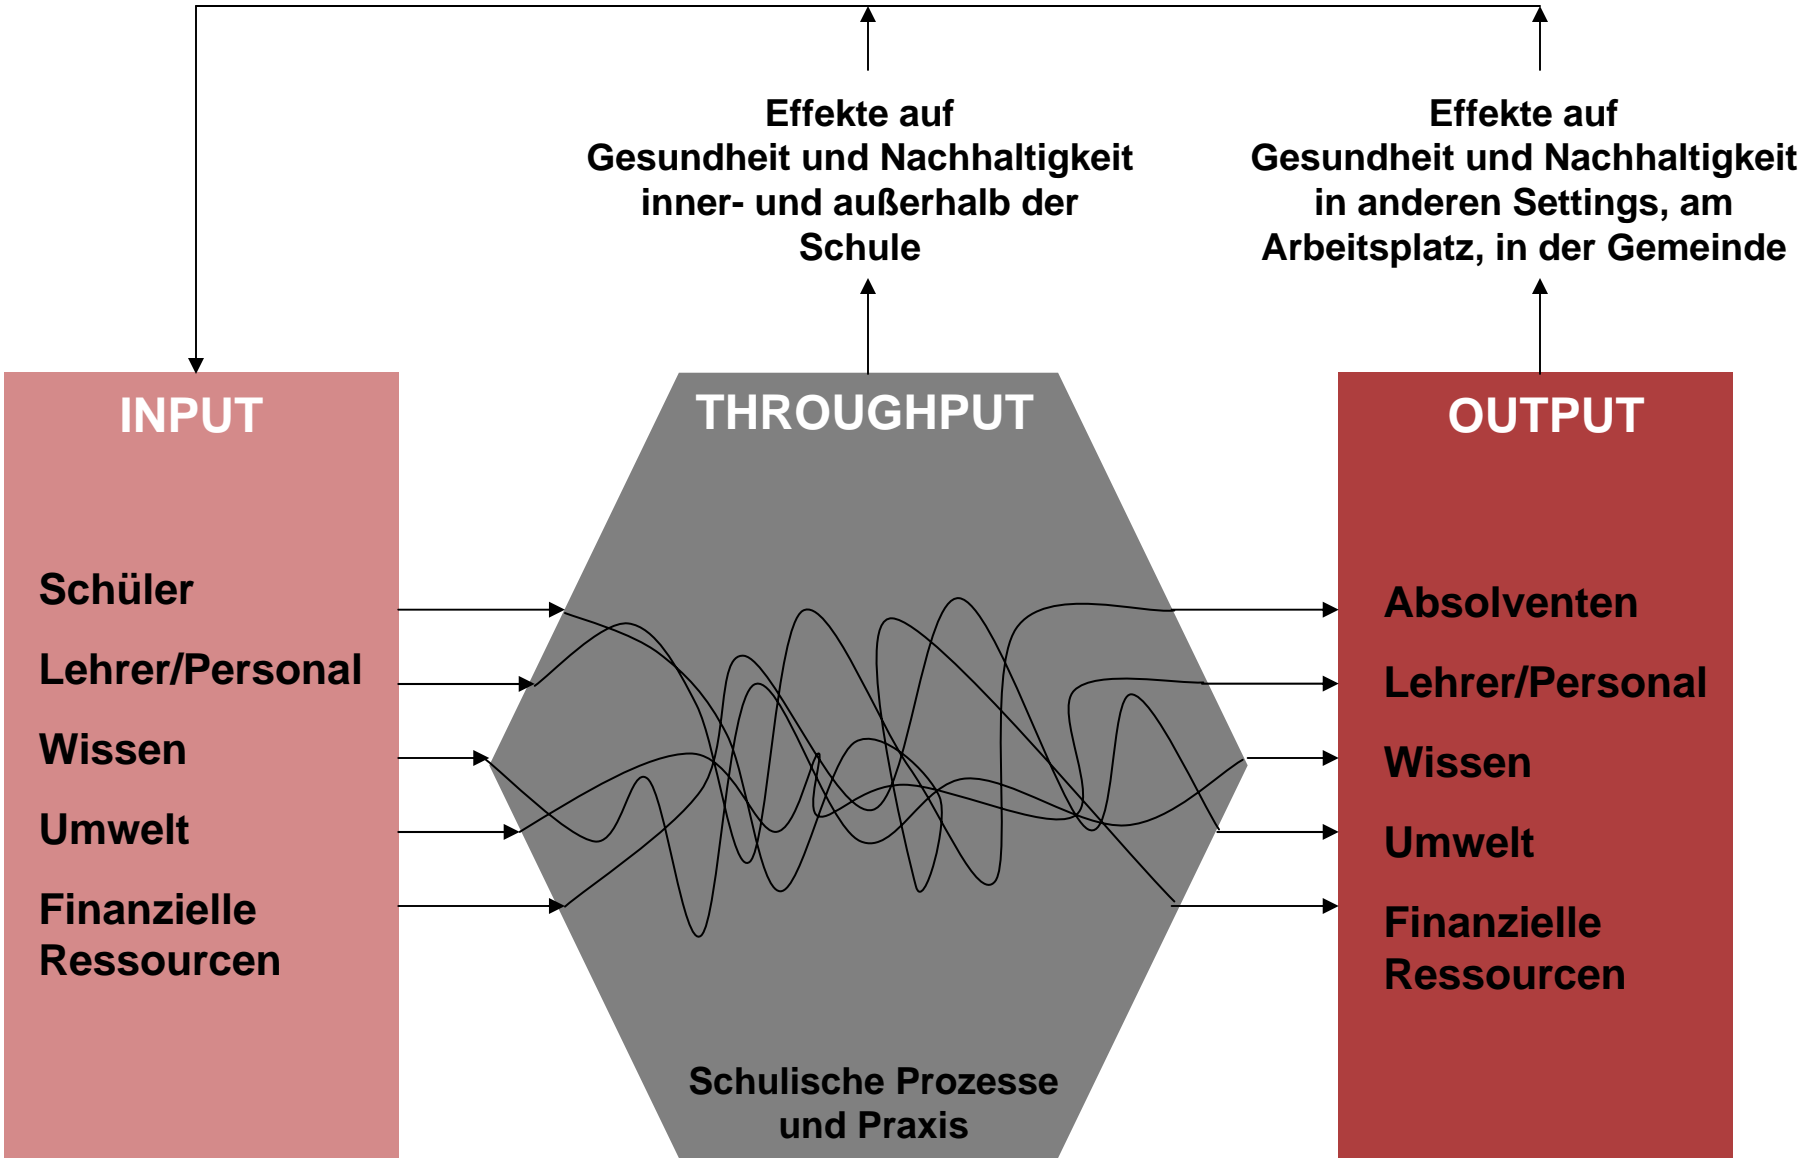 Effekte auf
Gesundheit und Nachhaltigkeit
inner- und außerhalb der
Schule
Effekte auf
Gesundheit und Nachhaltigkeit
in anderen Settings, am
Arbeitsplatz, in der Gemeinde
INPUT
Schüler
Lehrer/Personal
Wissen
Umwelt
Finanzielle
Ressourcen
THROUGHPUT
Schulische Prozesse
und Praxis
OUTPUT
Absolventen
Lehrer/Personal
Wissen
Umwelt
Finanzielle
Ressourcen